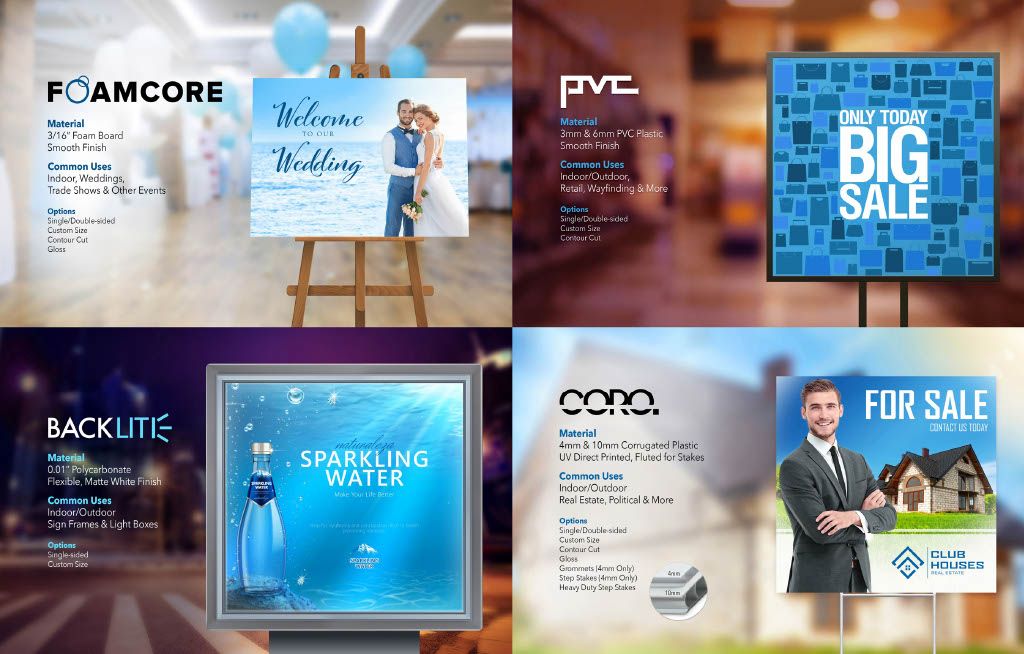 FOAMCORE
Material
3/16" Foam Board
Smooth Finish
Common Uses
Indoor, Weddings,
Trade Shows & Other Events
Options
Single/Double-sided
Custom Size
Contour Cut
Gloss
Welcome
TO OUR
Wedding
PVC
Material
3mm & 6mm PVC Plastic
Smooth Finish
Common Uses
Indoor/Outdoor,
Retail, Wayfinding & More
Options
Single/Double-sided
Custom Size
Contour Cut
ONLY TODAY
BIG
SALE
BACKLIT
Material
0.01" Polycarbonate
Flexible, Matte White Finish
Common Uses
Indoor/Outdoor
Sign Frames & Light Boxes
Options
Single-sided
Custom Size
naturaleza
SPARKLING
WATER
Make Your Life Better
SPARKLING
WATER
SPARKLING
WATER
CORO.
Material
4mm & 10mm Corrugated Plastic
UV Direct Printed, Fluted for Stakes
Common Uses
Indoor/Outdoor
Real Estate, Political & More
Options
Single/Double-sided
Custom Size
Contour Cut
Gloss
Grommets (4mm Only)
Step Stakes (4mm Only)
Heavy Duty Step Stakes
4mm
10mm
FOR SALE
CONTACT US TODAY
CLUB
HOUSES
REAL ESTATE